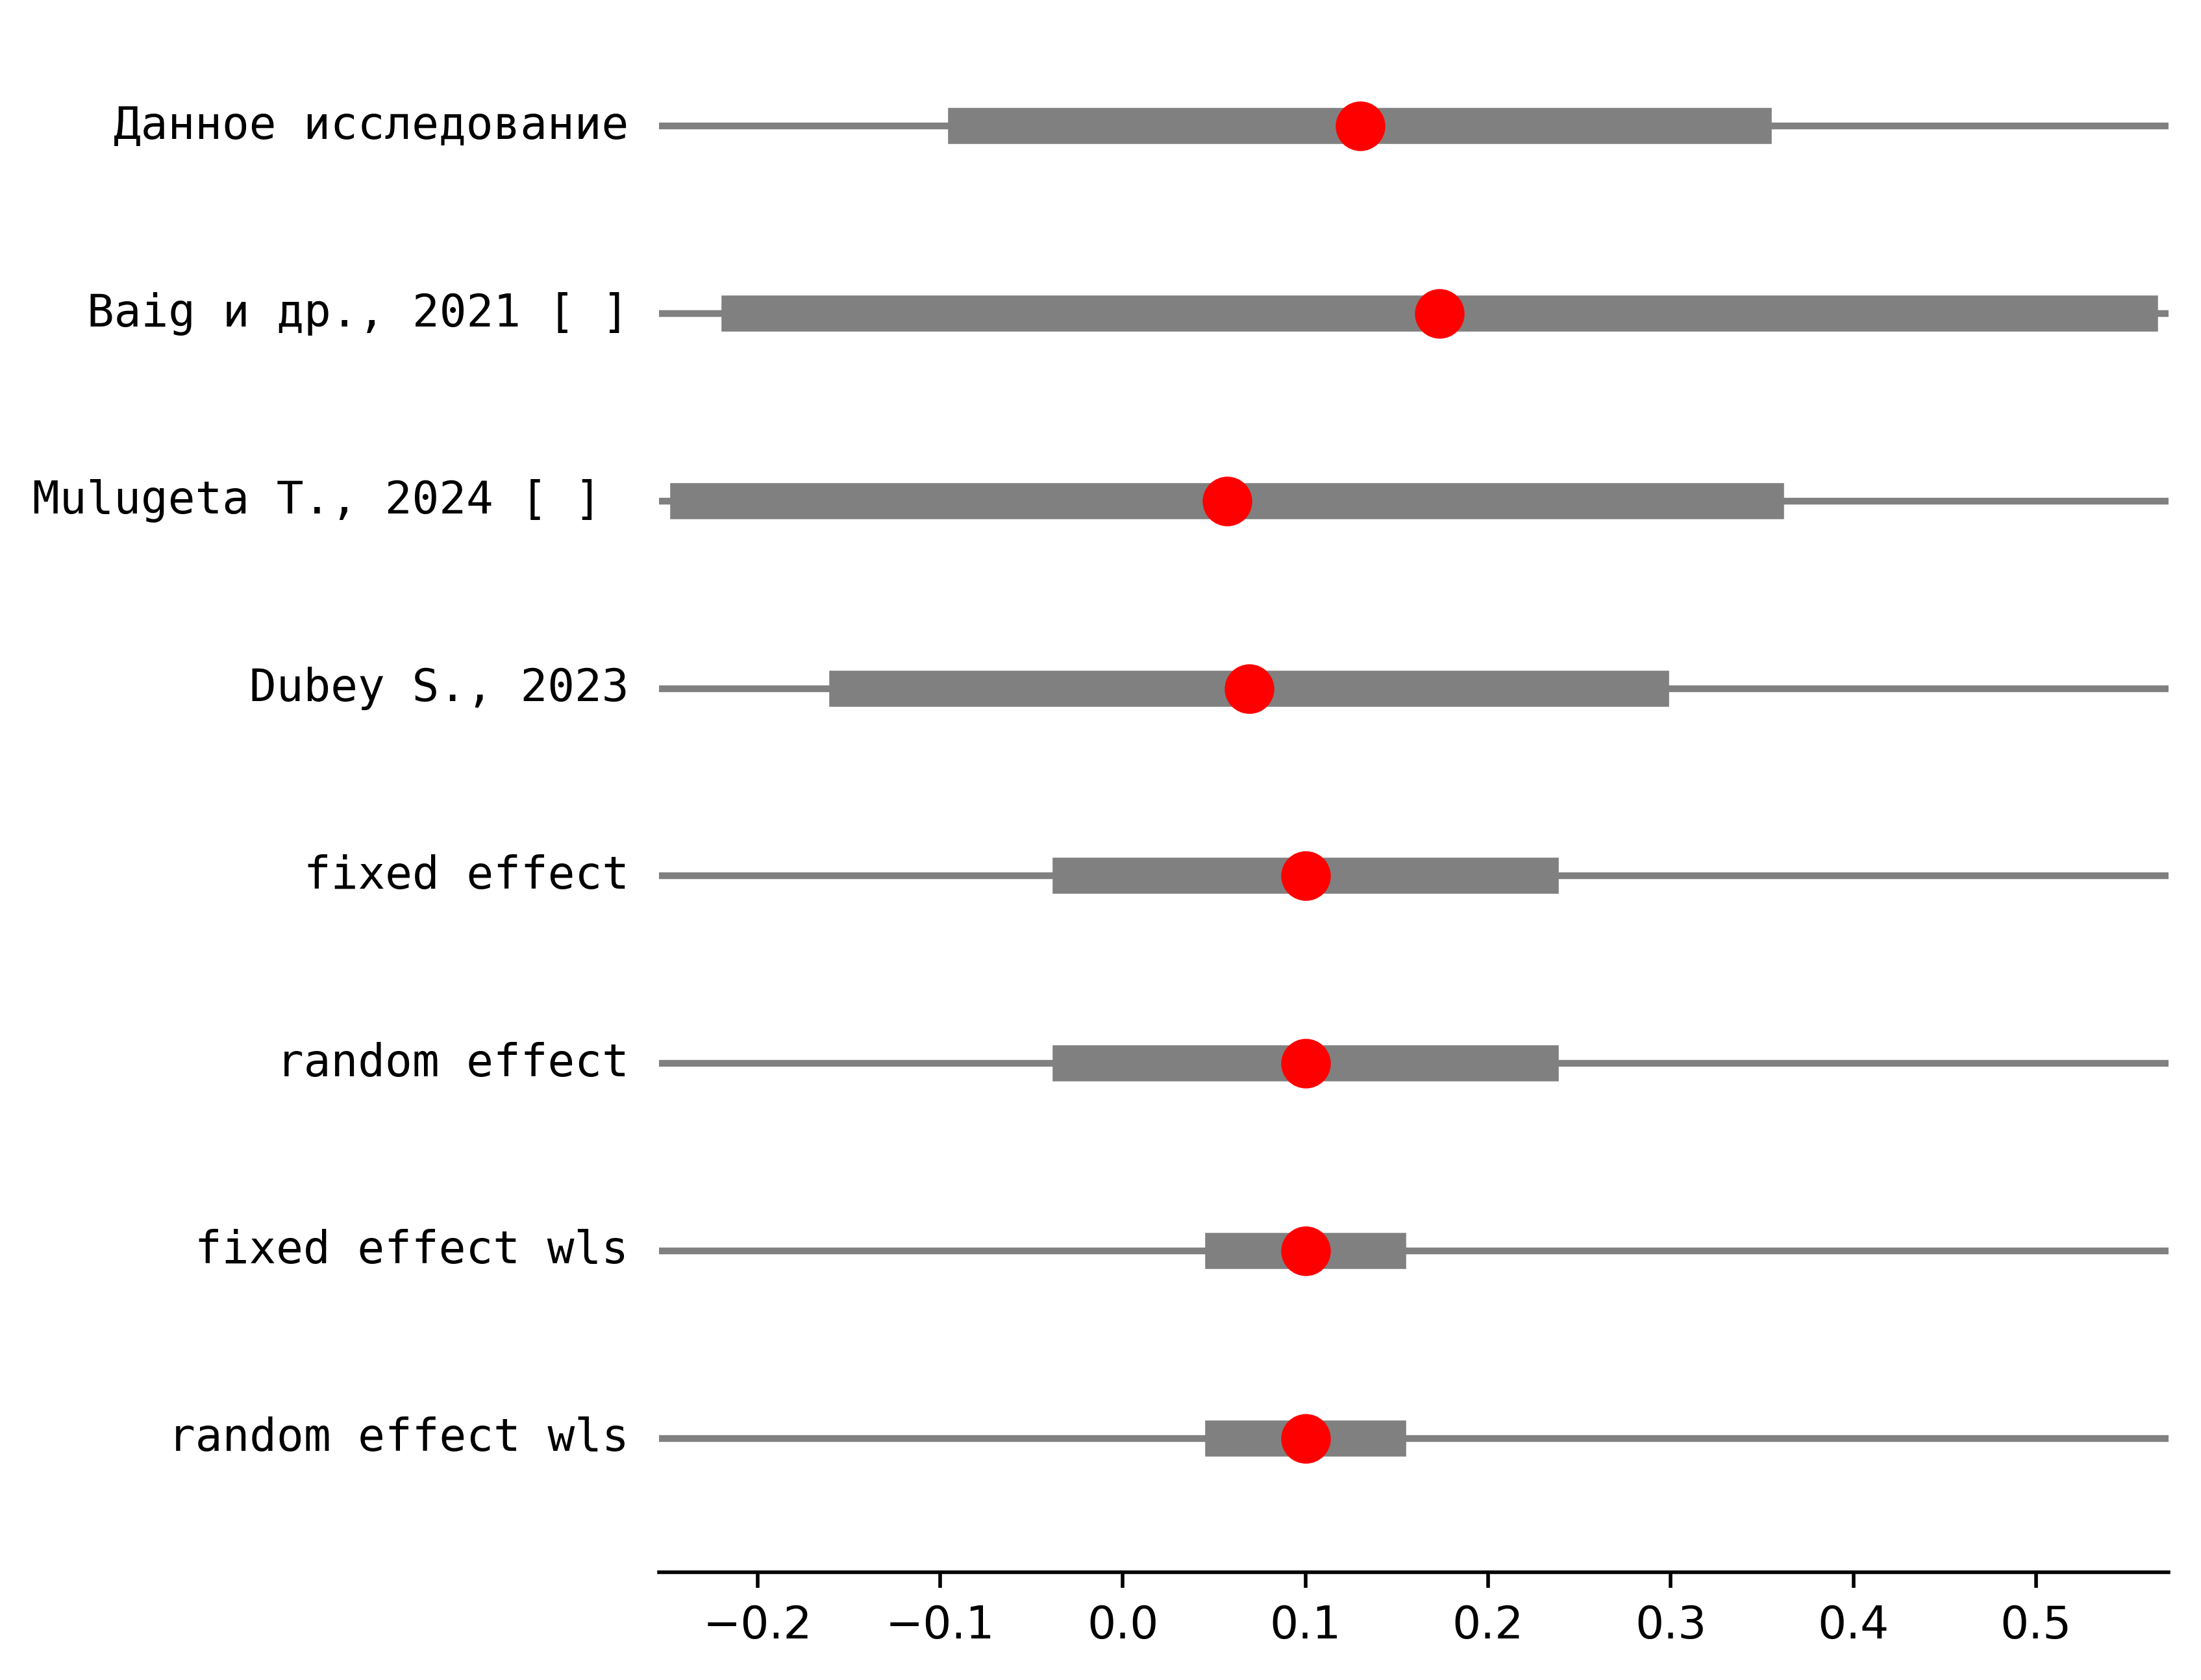 Данное исследование
Baig и др., 2021 [ ]
Mulugeta T., 2024 [ ]
Dubey S., 2023
fixed effect
random effect
fixed effect wls
random effect wls
−0.2 −0.1 0.0 0.1 0.2 0.3 0.4 0.5